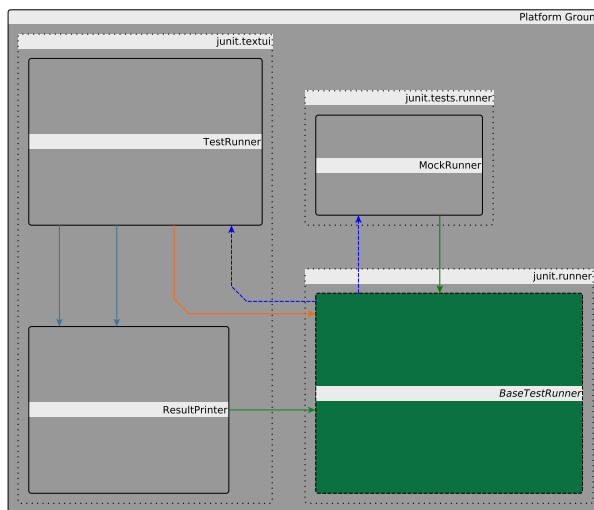 Platform Groun
junit.textui
junit.tests.runner
TestRunner
MockRunner
junit.runner
BaseTestRunner
ResultPrinter